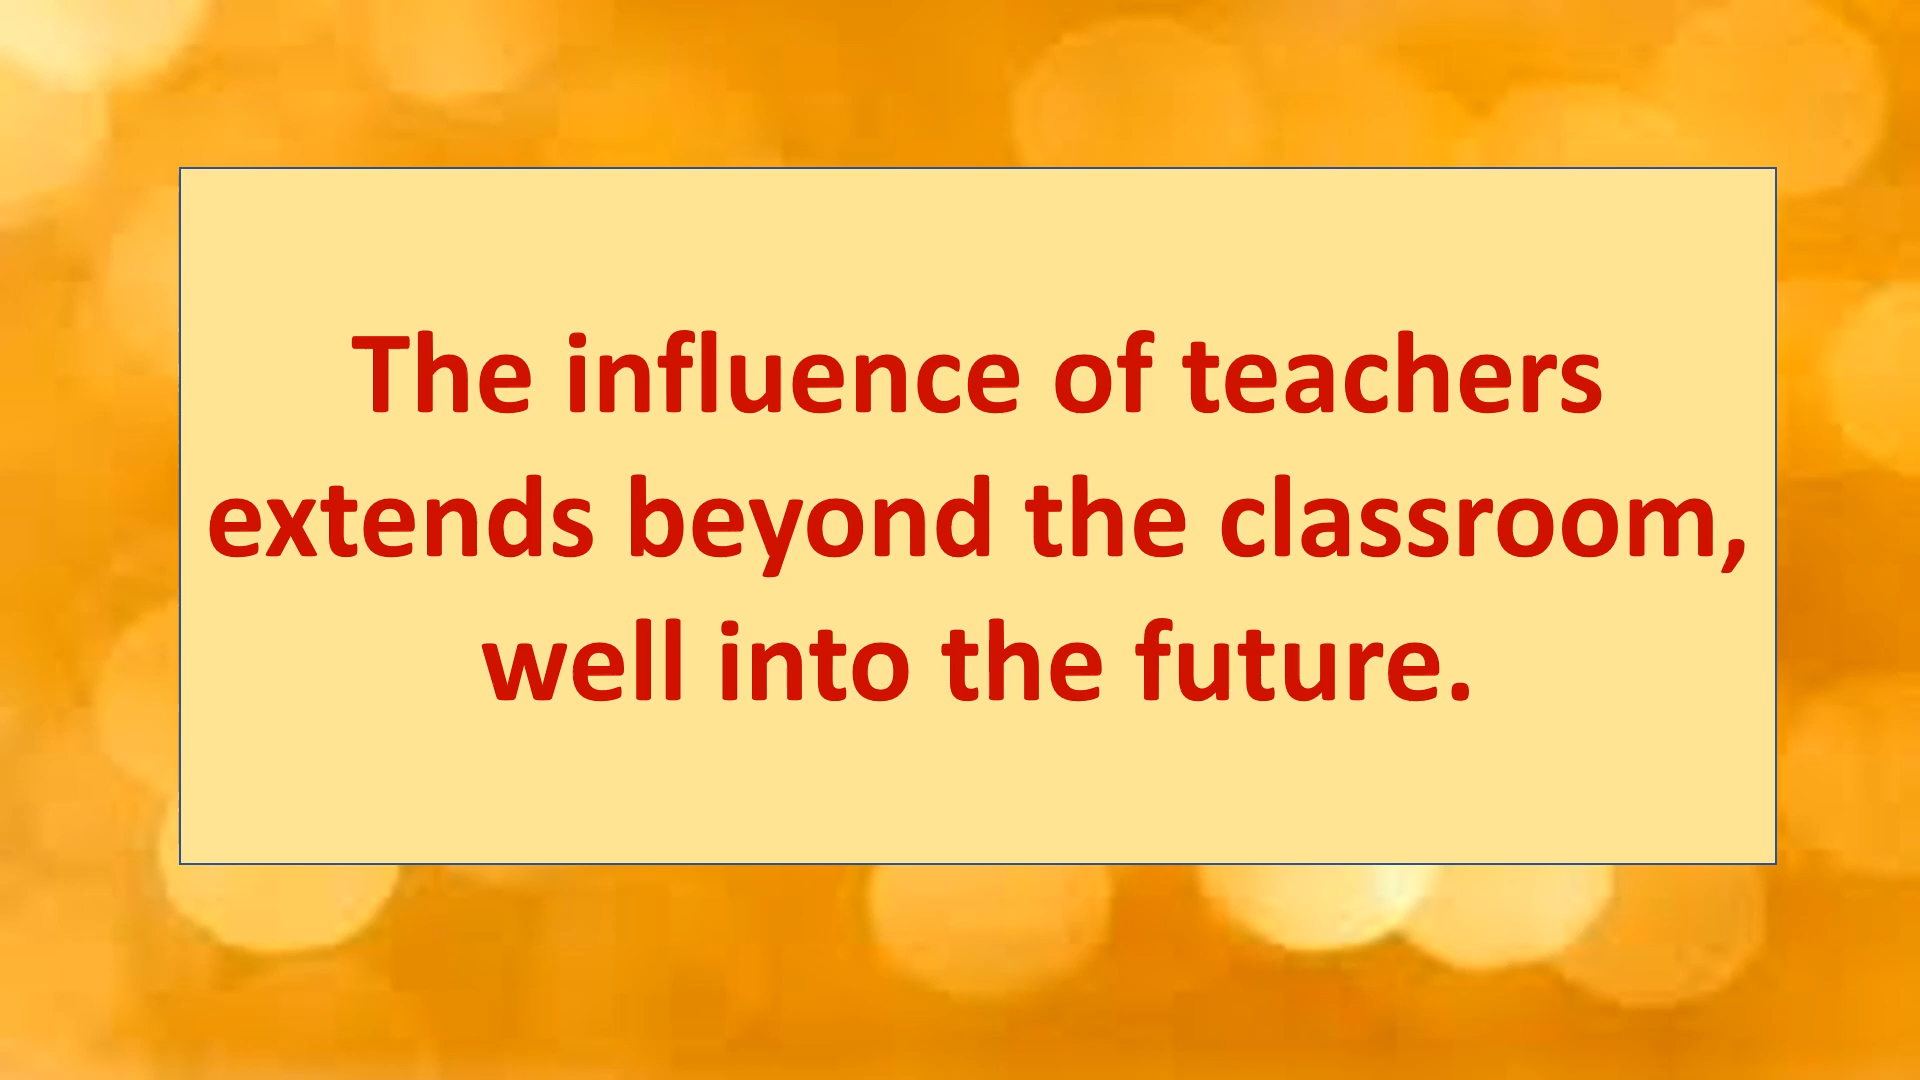 The influence of teachers
extends beyond the classroom,
well into the future.